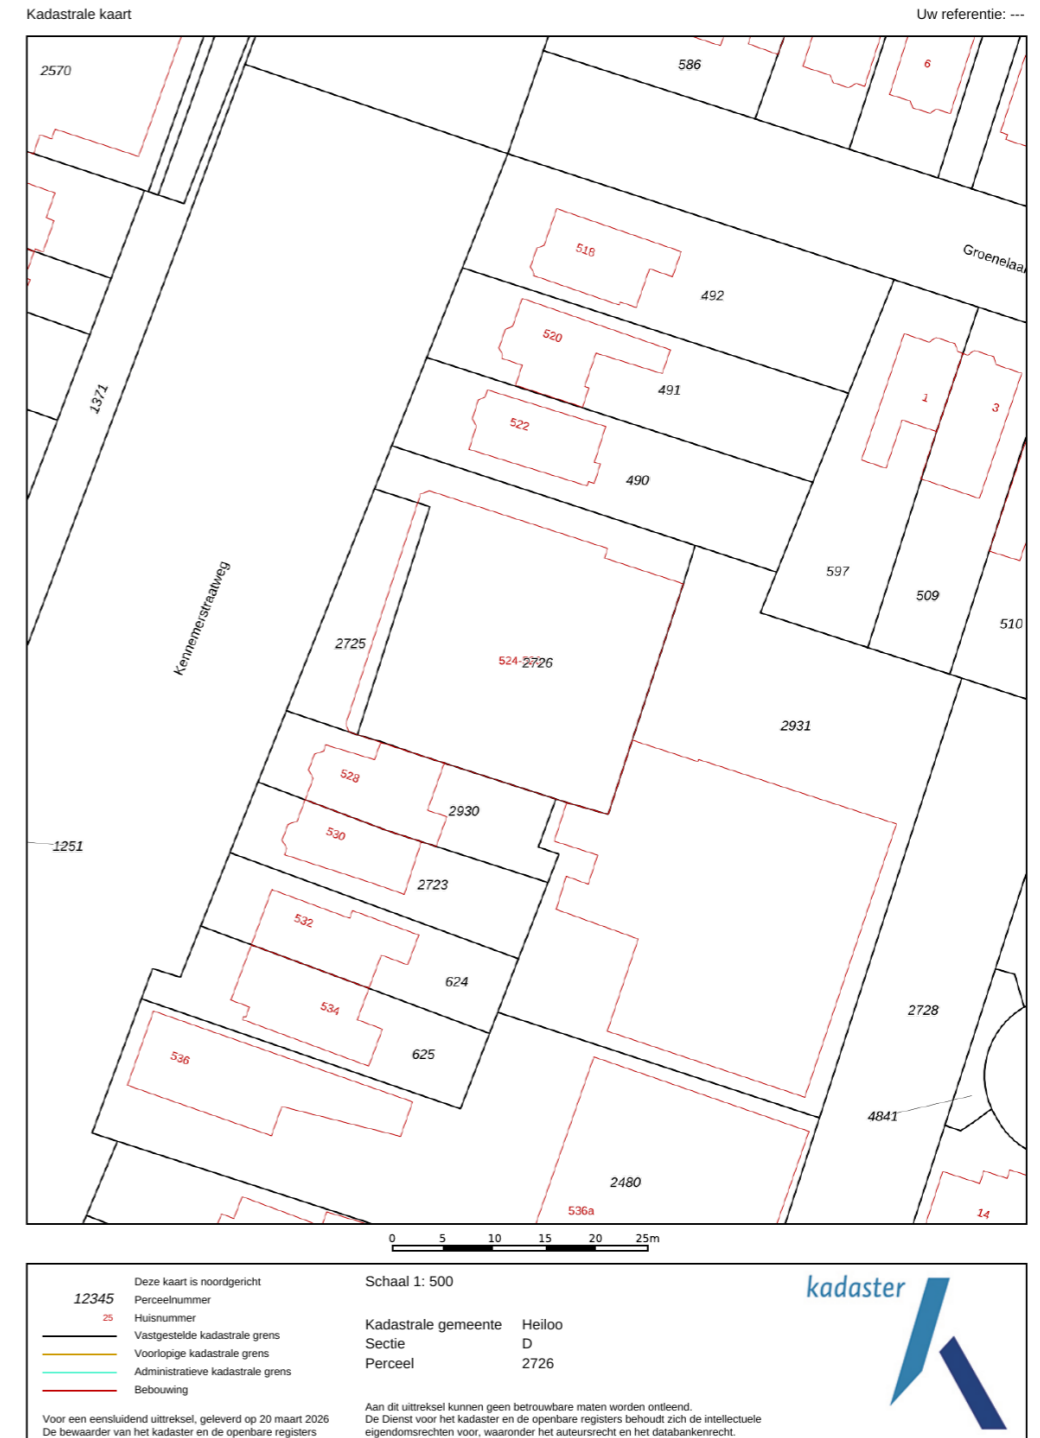 Kadastrale kaart
Uw referentie: ---
2570
586
6
Groenelaan
518
492
520
491
1
3
1371
522
490
597
509
510
Kennemerstraatweg
2725
524-
2726
2931
528
2930
530
1251
2723
532
624
534
2728
625
536
4841
2480
536a
14
0 5 10 15 20 25m
Deze kaart is noordgericht
12345 Perceelnummer
25 Huisnummer
Vastgestelde kadastrale grens
Voorlopige kadastrale grens
Administratieve kadastrale grens
Bebouwing
Voor een eensluidend uittreksel, geleverd op 20 maart 2026
De bewaarder van het kadaster en de openbare registers
Schaal 1: 500
Kadastrale gemeente Heiloo
Sectie D
Perceel 2726
Aan dit uittreksel kunnen geen betrouwbare maten worden ontleend.
De Dienst voor het kadaster en de openbare registers behoudt zich de intellectuele
eigendomsrechten voor, waaronder het auteursrecht en het databankenrecht.
kadaster